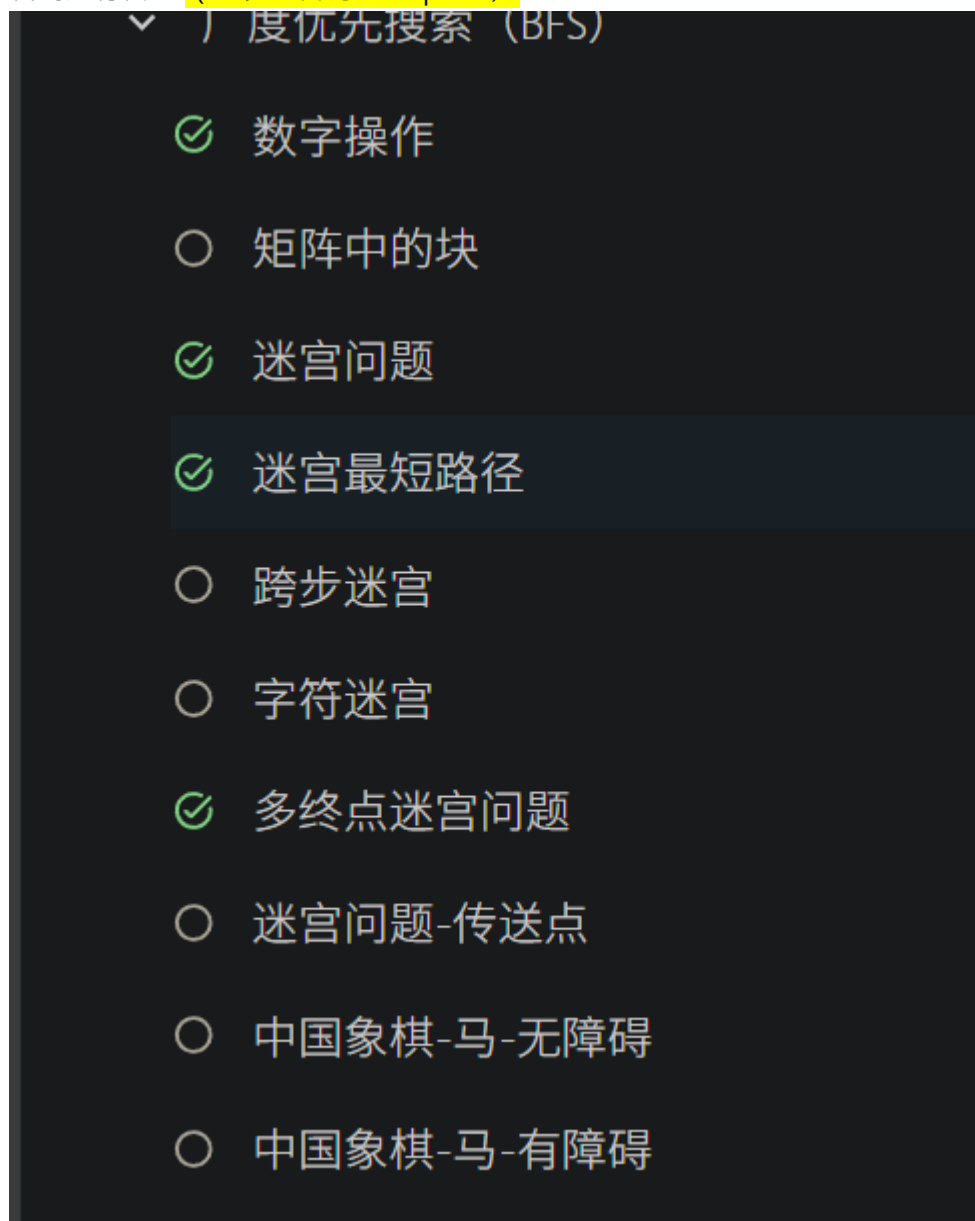 度优先搜索（BFS）
数字操作
矩阵中的块
迷宫问题
迷宫最短路径
跨步迷宫
字符迷宫
多终点迷宫问题
迷宫问题-传送点
中国象棋-马-无障碍
中国象棋-马-有障碍